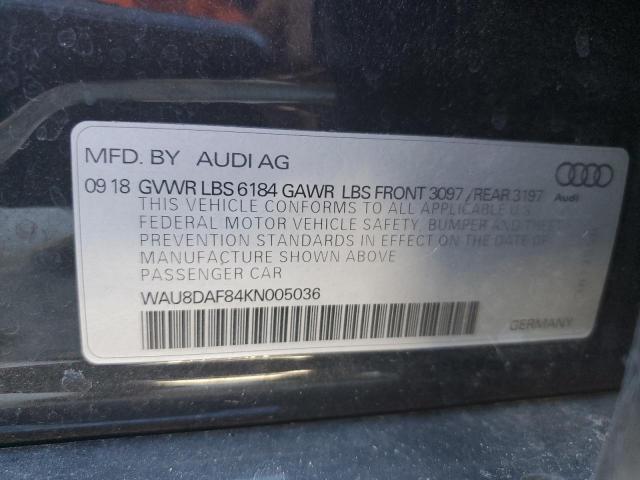 MFD. BY AUDI AG
09 18 GVWR LBS 6184 GAWR LBS FRONT 3097 /REAR 3197
THIS VEHICLE CONFORMS TO ALL APPLICABLE U.S.
FEDERAL MOTOR VEHICLE SAFETY, BUMPER AND THEFT
PREVENTION STANDARDS IN EFFECT ON THE DATE OF
MANUFACTURE SHOWN ABOVE
PASSENGER CAR
WAU8DAF84KN005036
Audi
GERMANY